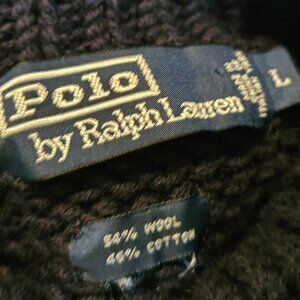 Polo
by Ralph Lauren
L
54% WOOL
46% COTTON